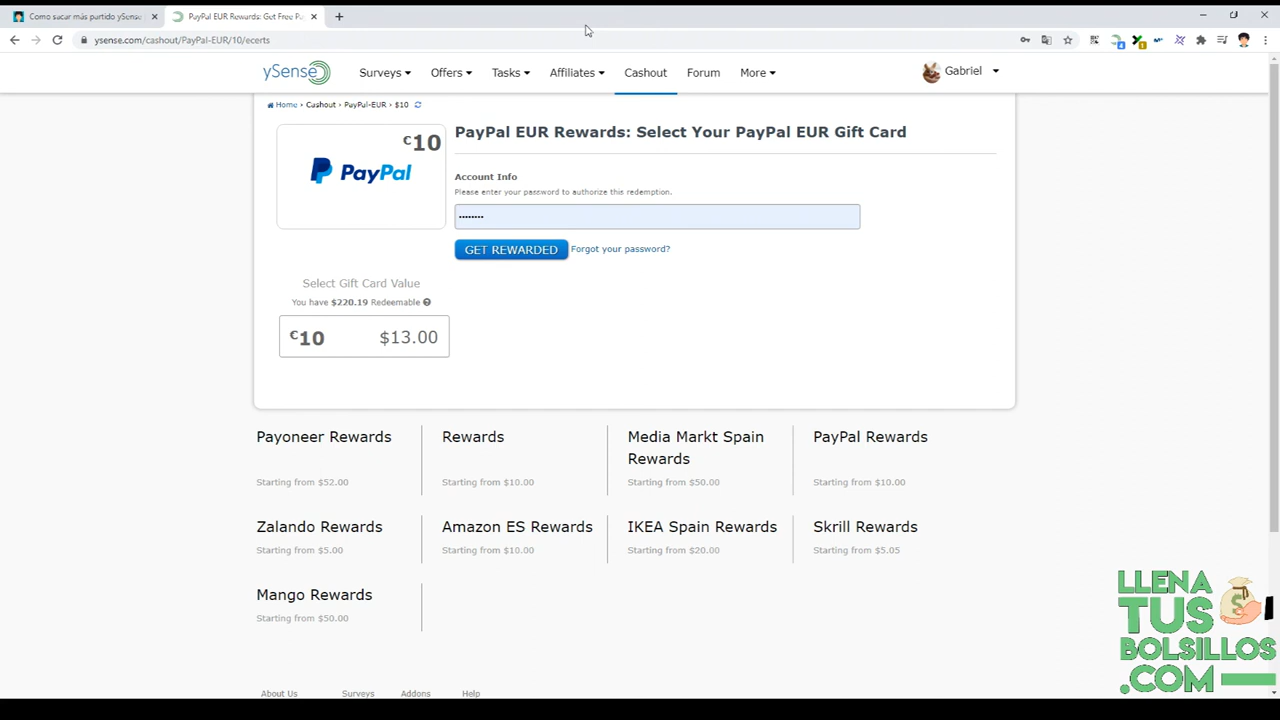 Como sacar más partido ySense
PayPal EUR Rewards: Get Free Pa
ysense.com/cashout/PayPal-EUR/10/ecerts
4
1
ySense
Surveys
Offers
Tasks
Affiliates
Cashout
Forum
More
Gabriel
Home › Cashout › PayPal-EUR › $10
€10
PayPal
PayPal EUR Rewards: Select Your PayPal EUR Gift Card
Account Info
Please enter your password to authorize this redemption.
••••••••
GET REWARDED
Forgot your password?
Select Gift Card Value
You have $220.19 Redeemable
€10 $13.00
Payoneer Rewards
Starting from $52.00
Rewards
Starting from $10.00
Media Markt Spain
Rewards
Starting from $50.00
PayPal Rewards
Starting from $10.00
Zalando Rewards
Starting from $5.00
Amazon ES Rewards
Starting from $10.00
IKEA Spain Rewards
Starting from $20.00
Skrill Rewards
Starting from $5.05
Mango Rewards
Starting from $50.00
About Us
Surveys
Addons
Help
LLENA
TUS
BOLSILLOS
.COM